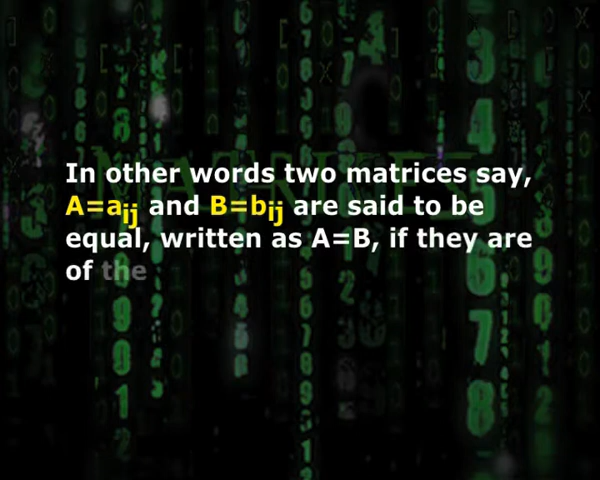 In other words two matrices say,
A=aij and B=bij are said to be
equal, written as A=B, if they are
of the